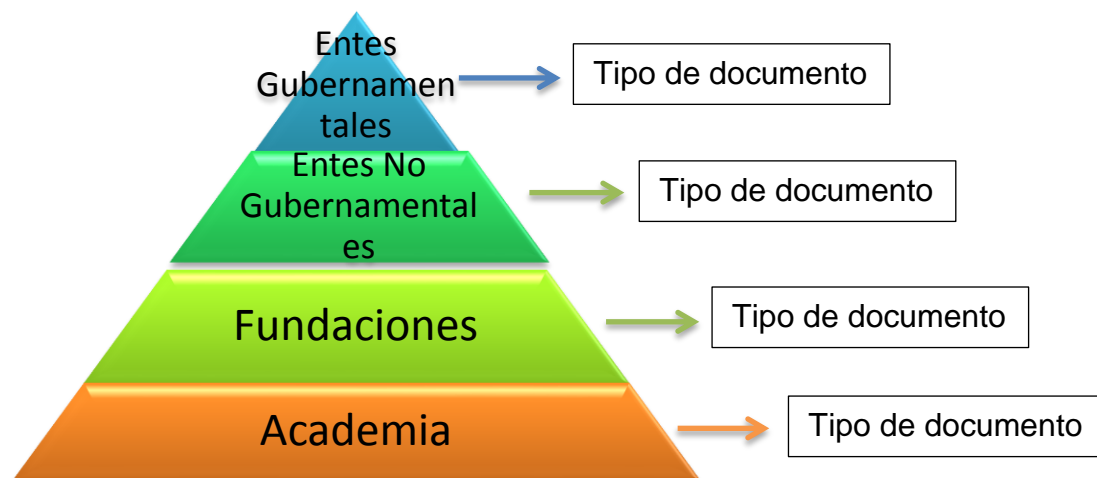 Entes
Gubernamen
tales
Tipo de documento
Entes No
Gubernamental
es
Tipo de documento
Fundaciones
Tipo de documento
Academia
Tipo de documento